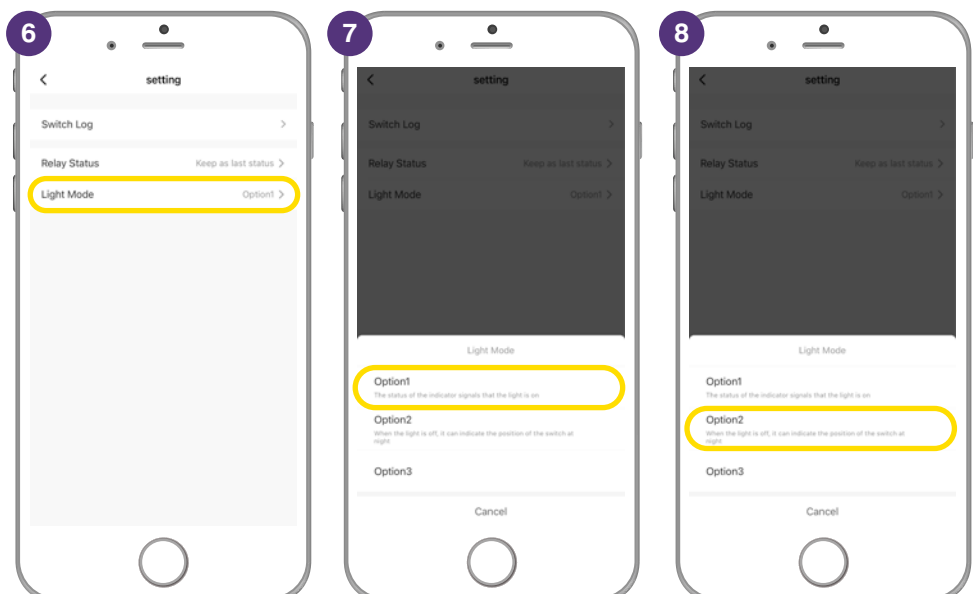 6
setting
Switch Log
Relay Status Keep as last status
Light Mode Option1
7
setting
Switch Log
Relay Status Keep as last status
Light Mode Option1
Light Mode
Option1
The status of the indicator signals that the light is on
Option2
When the light is off, it can indicate the position of the switch at
night
Option3
Cancel
8
setting
Switch Log
Relay Status Keep as last status
Light Mode Option1
Light Mode
Option1
The status of the indicator signals that the light is on
Option2
When the light is off, it can indicate the position of the switch at
night
Option3
Cancel